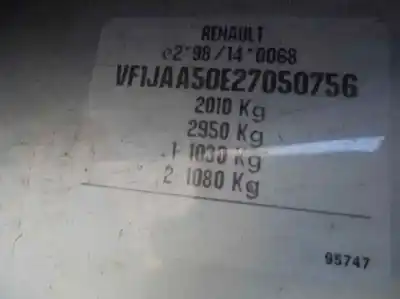 RENAULT
e2*98/14*0068
VF1JAA50E27050756
2010 Kg
2950 Kg
1 1030 Kg
2 1080 Kg
95747